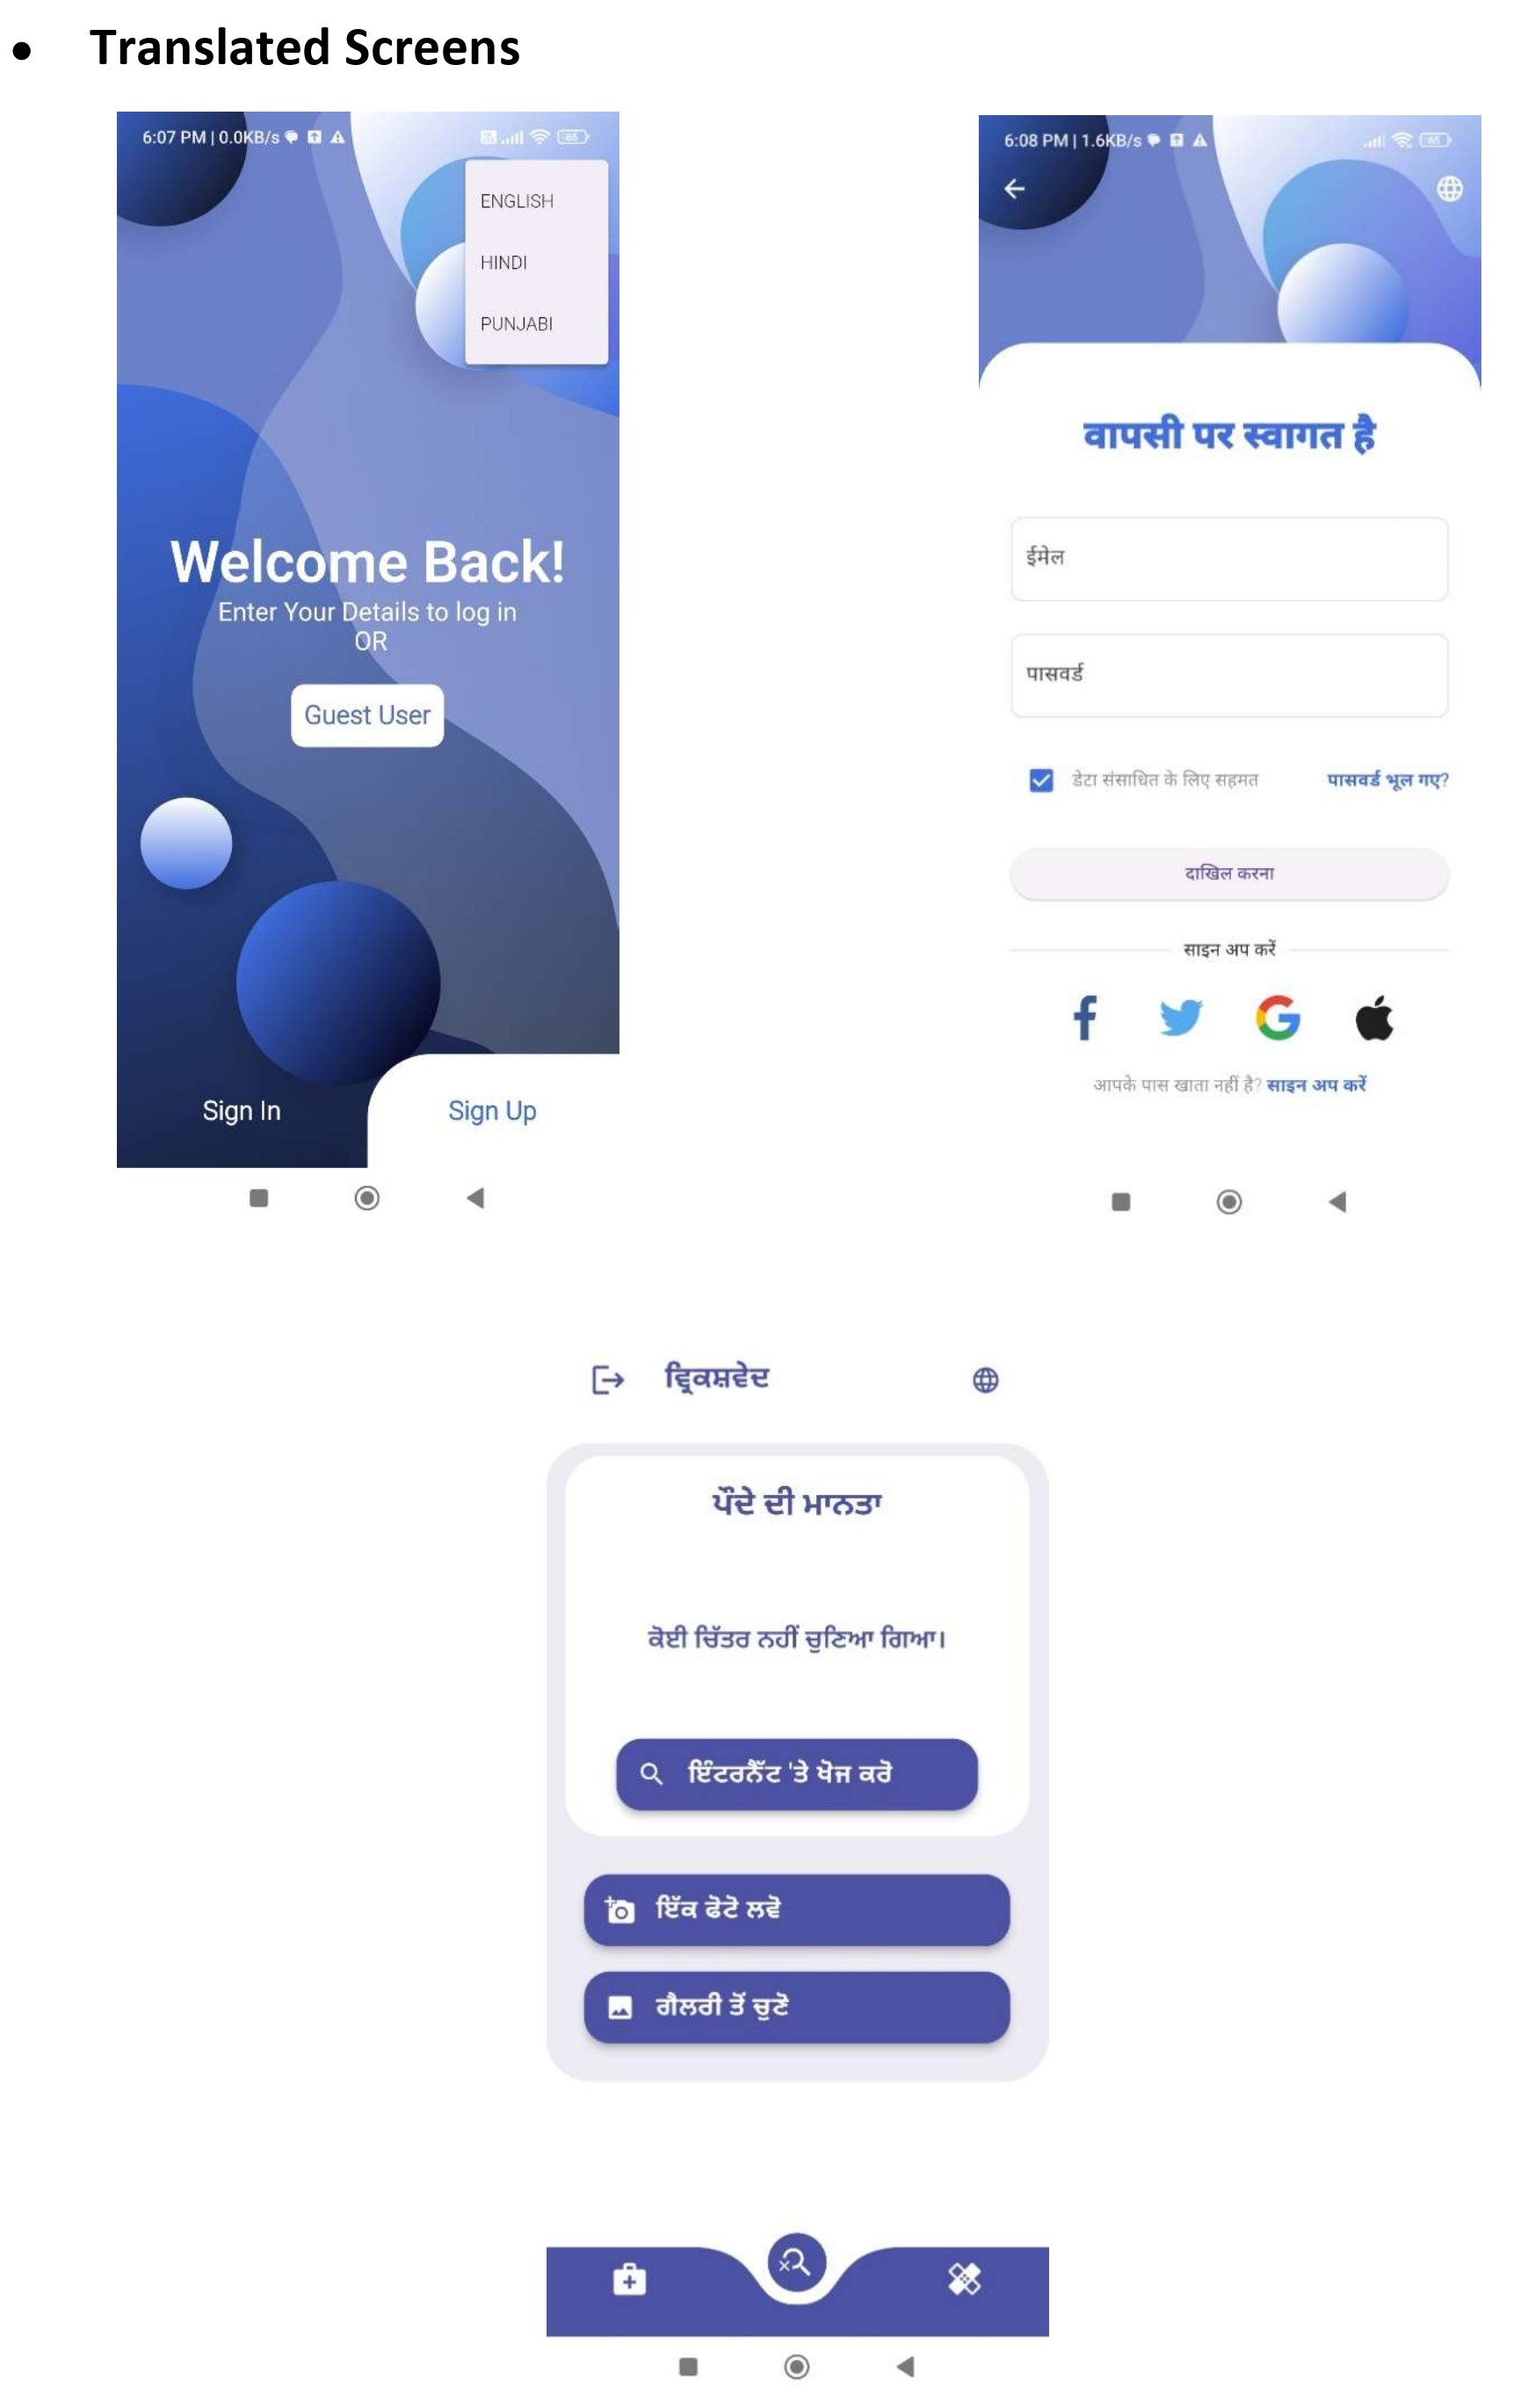 • Translated Screens
6:07 PM | 0.0KB/s
65
ENGLISH
HINDI
PUNJABI
Welcome Back!
Enter Your Details to log in
OR
Guest User
Sign In
Sign Up
6:08 PM | 1.6KB/s
65
वापसी पर स्वागत है
ईमेल
पासवर्ड
डेटा संसाधित के लिए सहमत
पासवर्ड भूल गए?
दाखिल करना
साइन अप करें
आपके पास खाता नहीं है? साइन अप करें
ਵ੍ਰਿਕਸ਼ਵੇਦ
ਪੌਦੇ ਦੀ ਮਾਨਤਾ
ਕੋਈ ਚਿੱਤਰ ਨਹੀਂ ਚੁਣਿਆ ਗਿਆ।
ਇੰਟਰਨੈੱਟ 'ਤੇ ਖੋਜ ਕਰੋ
ਇੱਕ ਫੋਟੋ ਲਵੋ
ਗੈਲਰੀ ਤੋਂ ਚੁਣੋ